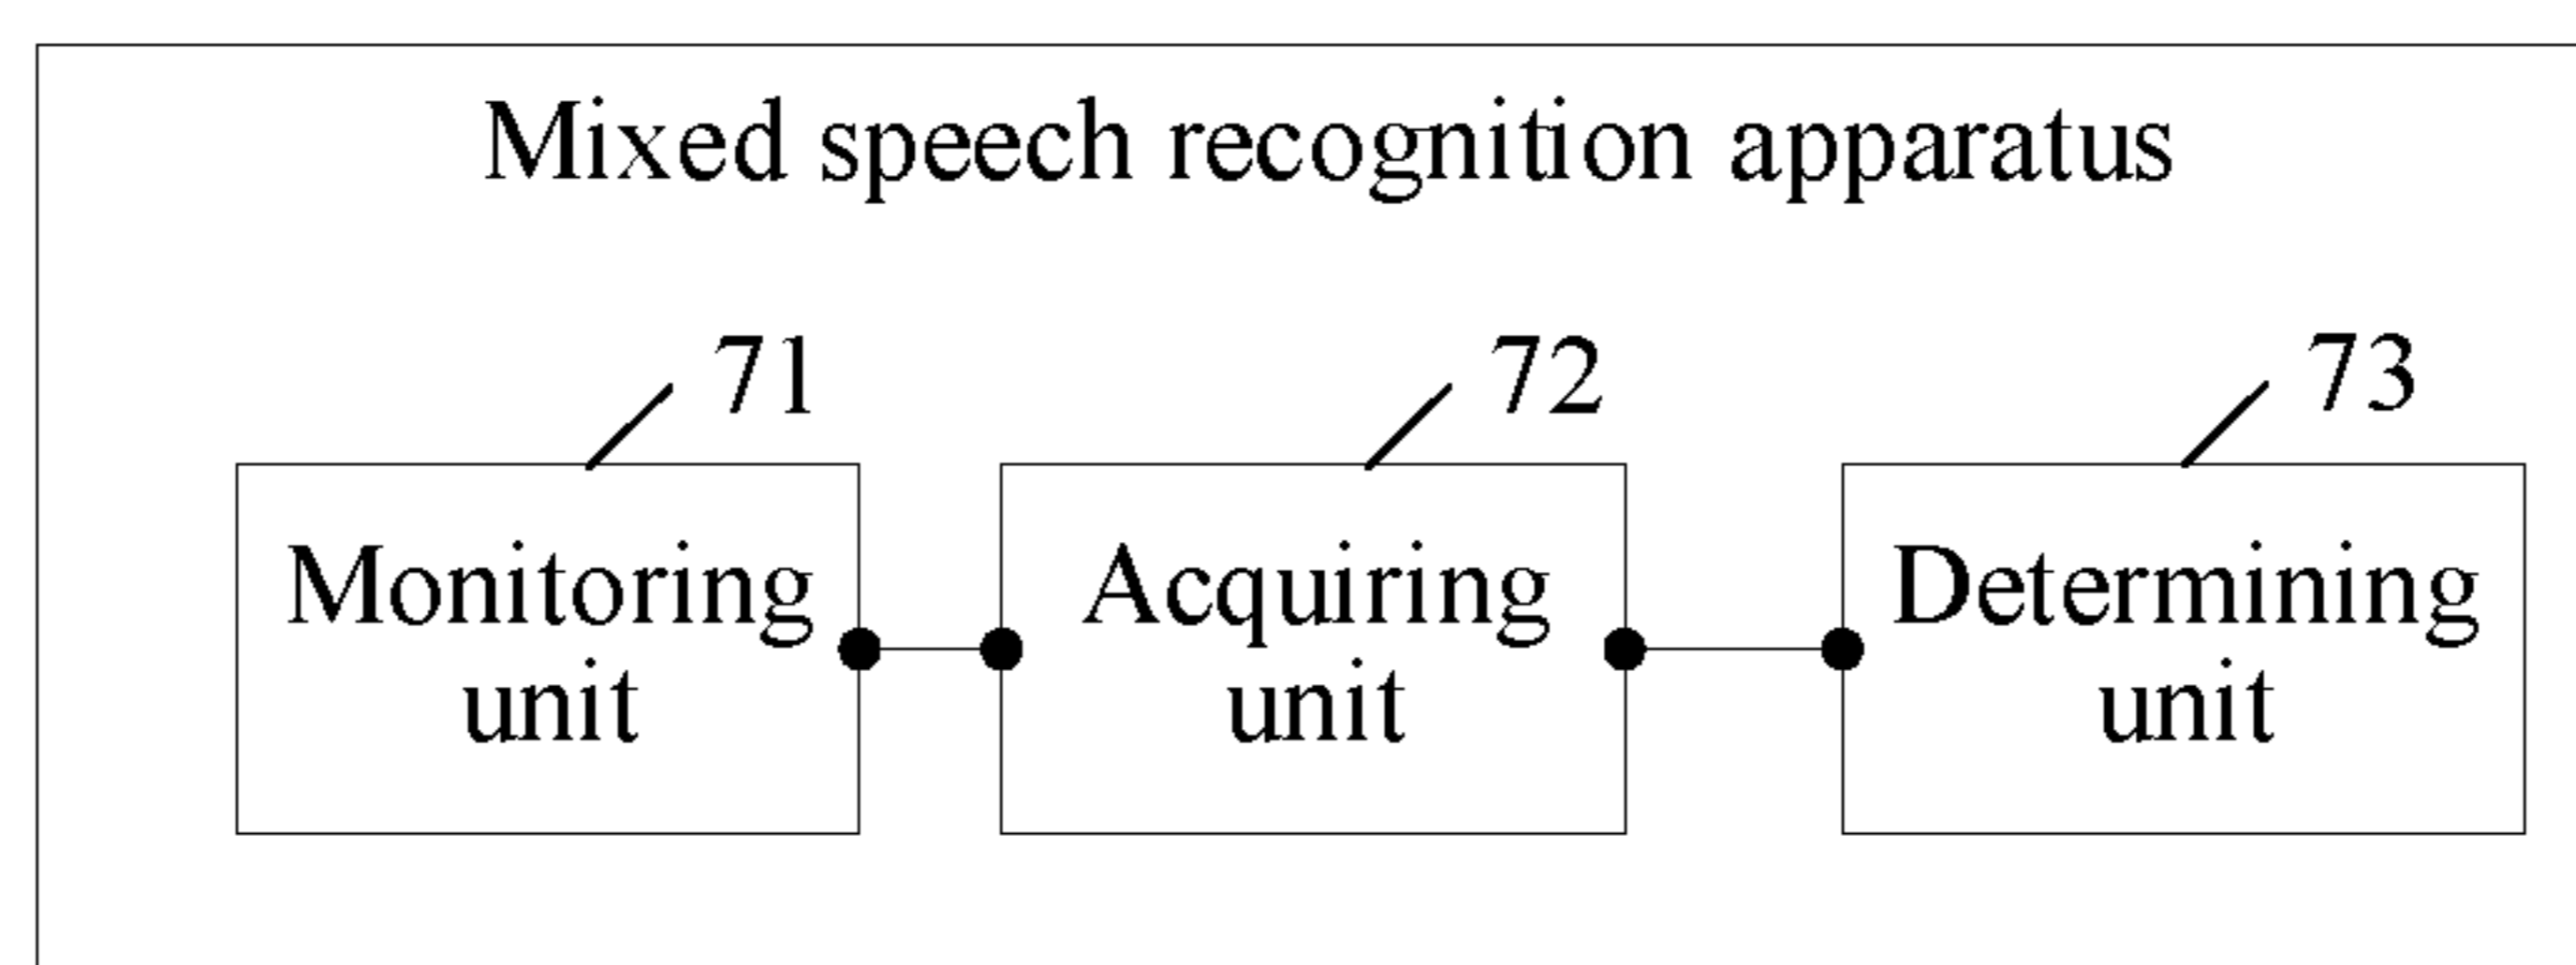 Mixed speech recognition apparatus
71
72
73
Monitoring
unit
Acquiring
unit
Determining
unit